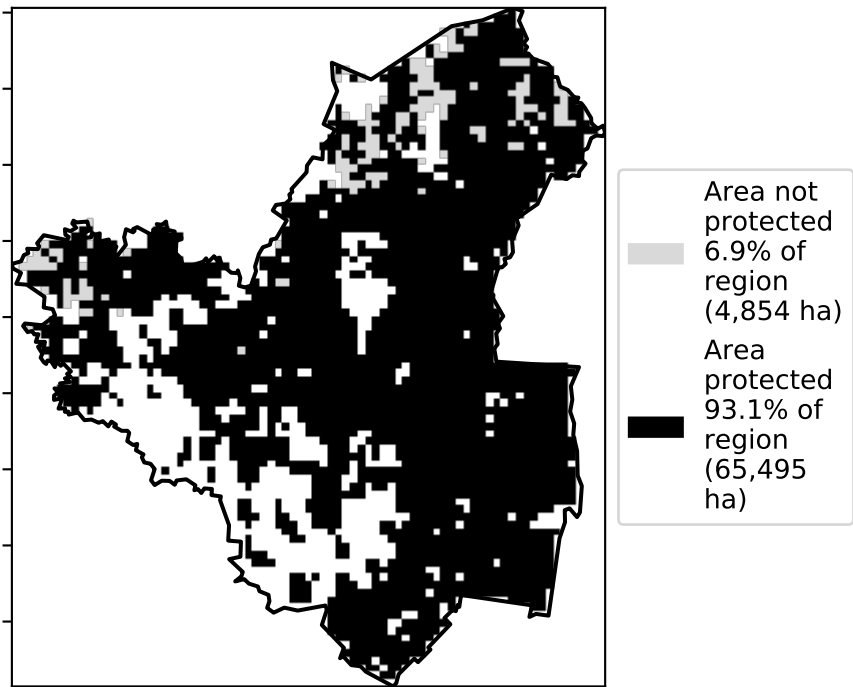 Area not
protected
6.9% of
region
(4,854 ha)
Area
protected
93.1% of
region
(65,495
ha)